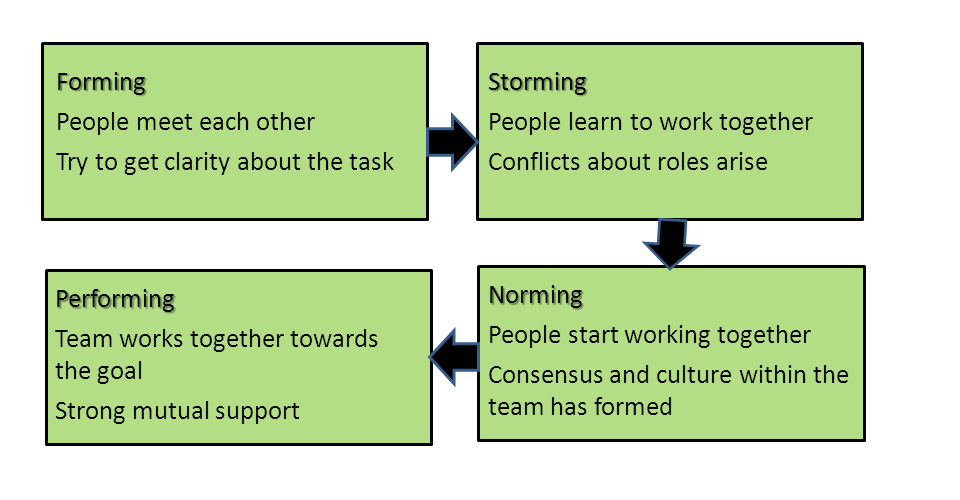 Forming
People meet each other
Try to get clarity about the task
Storming
People learn to work together
Conflicts about roles arise
Norming
People start working together
Consensus and culture within the
team has formed
Performing
Team works together towards
the goal
Strong mutual support